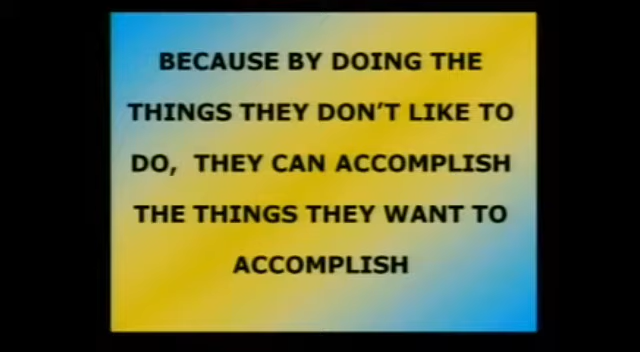 BECAUSE BY DOING THE
THINGS THEY DON'T LIKE TO
DO, THEY CAN ACCOMPLISH
THE THINGS THEY WANT TO
ACCOMPLISH